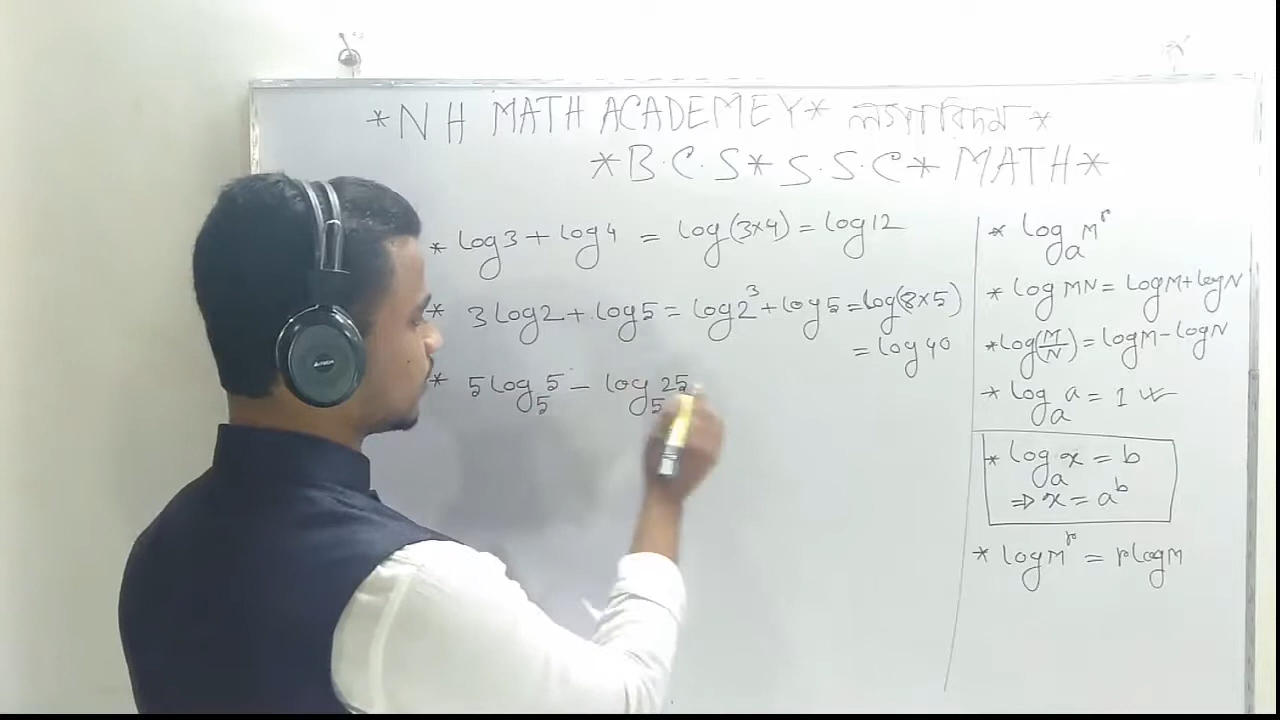 *NH MATH ACADEMEY* লগারিদম *
*B.C.S* S.S.C* MATH*
* log3 + log4 = log(3×4) = log12
* 3log2 + log5 = log2³ + log5 = log(8×5)
= log40
* 5log₅5 − log₅25
* logₐMʳ
* logMN = logM + logN
* log(M/N) = logM − logN
* logₐa = 1
* logₐx = b
⇒ x = aᵇ
* logMʳ = rlogM